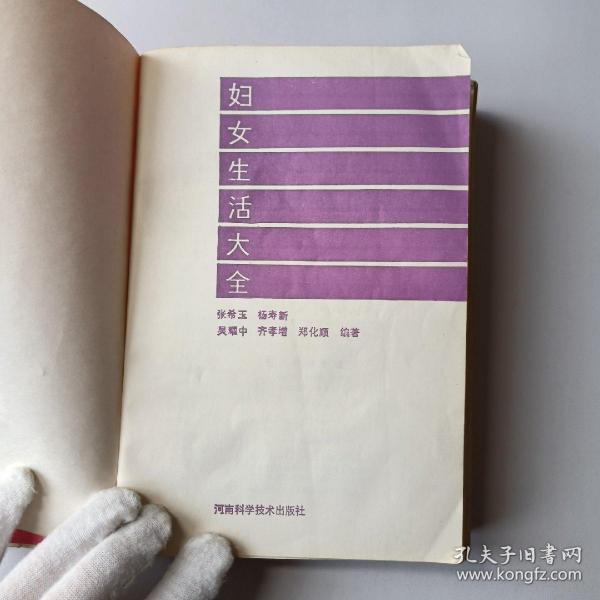 妇
女
生
活
大
全
张希玉 杨寿新
吴耀中 齐孝增 郑化顺 编著
河南科学技术出版社
孔夫子旧书网
www.kongfz.com